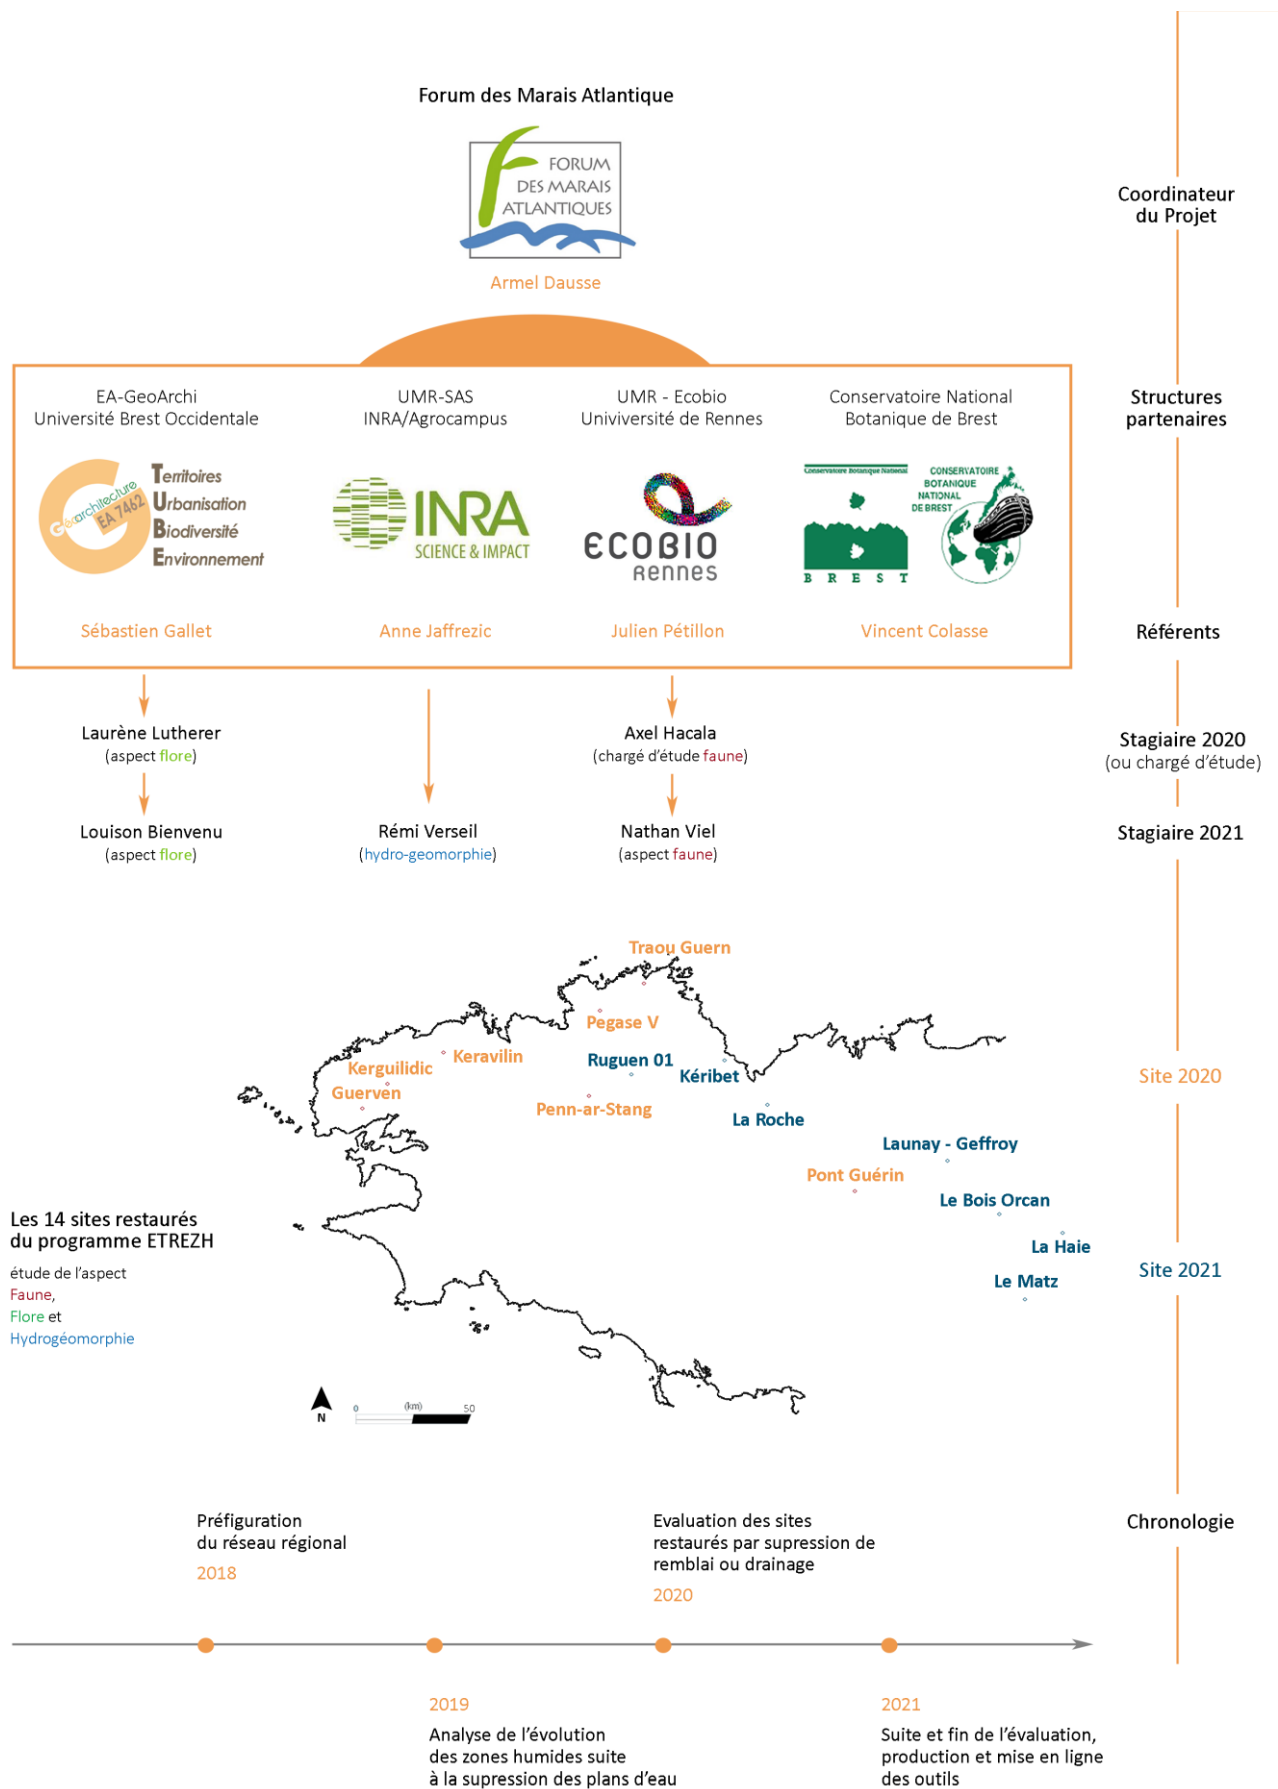 Forum des Marais Atlantique
FORUM
DES MARAIS
ATLANTIQUES
Armel Dausse
Coordinateur
du Projet
EA-GeoArchi
Université Brest Occidentale
UMR-SAS
INRA/Agrocampus
UMR - Ecobio
Université de Rennes
Conservatoire National
Botanique de Brest
Structures
partenaires
Geoarchitecture
EA 7462
Territoires
Urbanisation
Biodiversité
Environnement
INRA
SCIENCE & IMPACT
ECOBIO
RENNES
Conservatoire Botanique National
BREST
CONSERVATOIRE
BOTANIQUE
NATIONAL
DE BREST
Sébastien Gallet
Anne Jaffrezic
Julien Pétillon
Vincent Colasse
Référents
Laurène Lutherer
(aspect flore)
Axel Hacala
(chargé d'étude faune)
Stagiaire 2020
(ou chargé d'étude)
Louison Bienvenu
(aspect flore)
Rémi Verseil
(hydro-geomorphie)
Nathan Viel
(aspect faune)
Stagiaire 2021
Traou Guern
Pegase V
Keravilin
Ruguen 01
Kerguilidic
Kéribet
Guerven
Penn-ar-Stang
La Roche
Launay - Geffroy
Pont Guérin
Le Bois Orcan
La Haie
Le Matz
Site 2020
Site 2021
Les 14 sites restaurés
du programme ETREZH
étude de l'aspect
Faune,
Flore et
Hydrogéomorphie
N
0 (km) 50
Préfiguration
du réseau régional
2018
Evaluation des sites
restaurés par supression de
remblai ou drainage
2020
Chronologie
2019
Analyse de l'évolution
des zones humides suite
à la supression des plans d'eau
2021
Suite et fin de l'évaluation,
production et mise en ligne
des outils